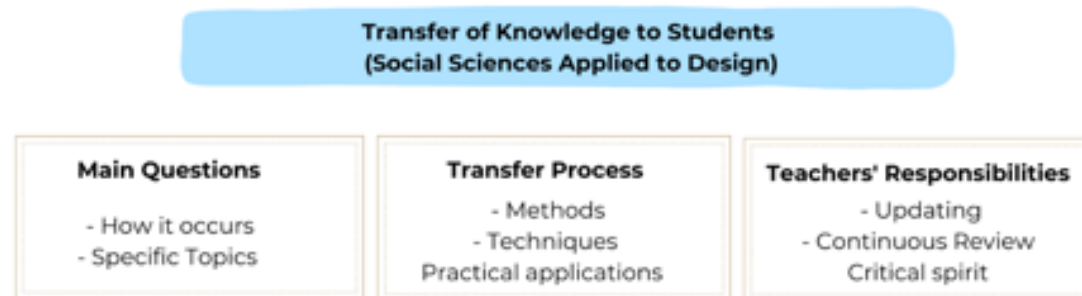 Transfer of Knowledge to Students
(Social Sciences Applied to Design)
Main Questions
- How it occurs
- Specific Topics
Transfer Process
- Methods
- Techniques
Practical applications
Teachers' Responsibilities
- Updating
- Continuous Review
Critical spirit